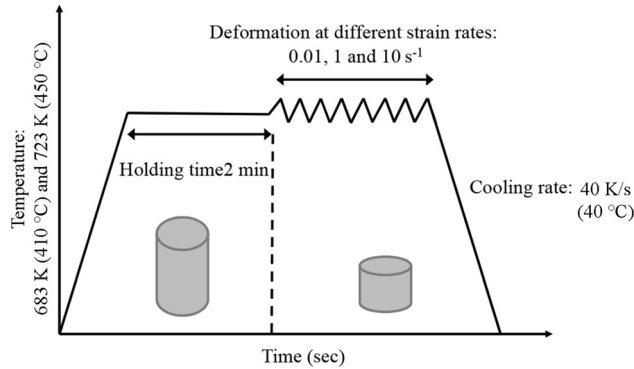 Deformation at different strain rates:
0.01, 1 and 10 s⁻¹
Temperature:
683 K (410 °C) and 723 K (450 °C)
Holding time2 min
Cooling rate: 40 K/s
(40 °C)
Time (sec)